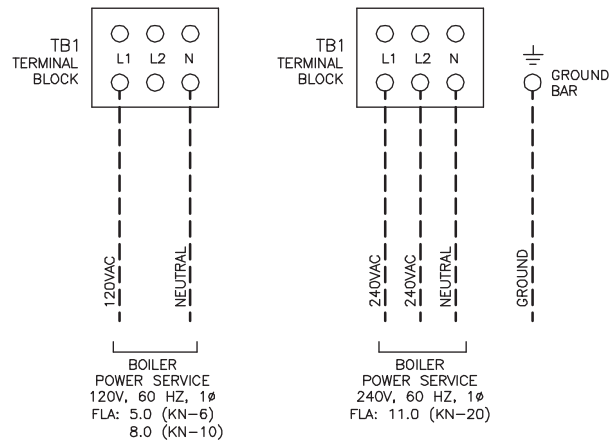 TB1
TERMINAL
BLOCK
L1 L2 N
120VAC
NEUTRAL
BOILER
POWER SERVICE
120V, 60 HZ, 1ø
FLA: 5.0 (KN-6)
8.0 (KN-10)
TB1
TERMINAL
BLOCK
L1 L2 N
240VAC
240VAC
NEUTRAL
BOILER
POWER SERVICE
240V, 60 HZ, 1ø
FLA: 11.0 (KN-20)
GROUND
BAR
GROUND